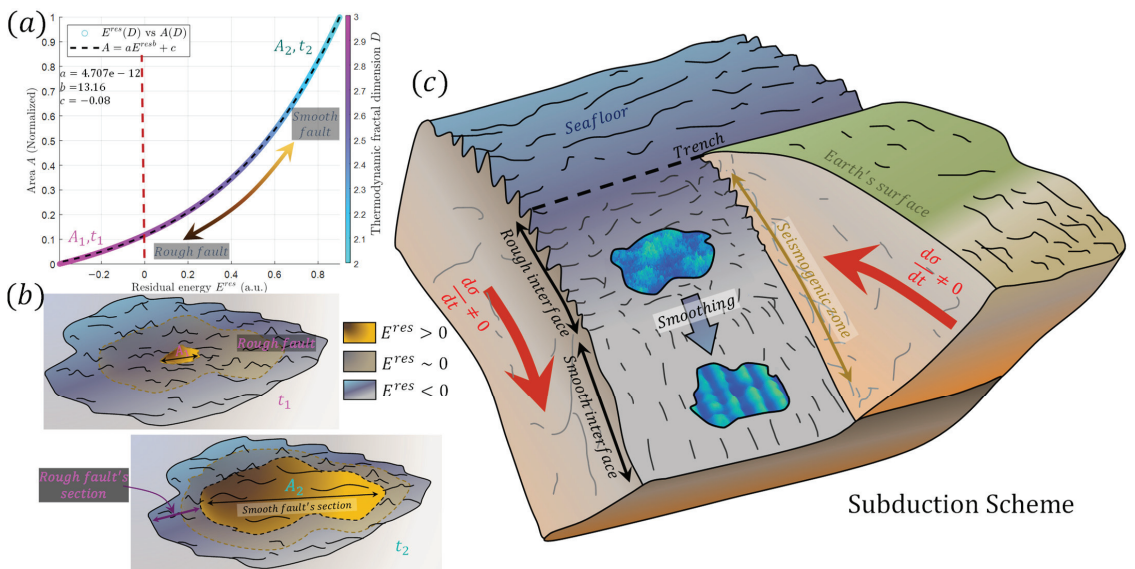 (a)
E^{res}(D) vs A(D)
A = aE^{resb} + c
a = 4.707e − 12
b =13.16
c = −0.08
A₂, t₂
Smooth fault
Rough fault
A₁, t₁
Area A (Normalized)
1
0.9
0.8
0.7
0.6
0.5
0.4
0.3
0.2
0.1
0
−0.2
0
0.2
0.4
0.6
0.8
Residual energy E^{res} (a.u.)
3
2.9
2.8
2.7
2.6
2.5
2.4
2.3
2.2
2.1
2
Thermodynamic fractal dimension D
(b)
Rough fault
t₁
E^{res} > 0
E^{res} ~ 0
E^{res} < 0
Rough fault's section
A₂
Smooth fault's section
t₂
(c)
Seafloor
Trench
Earth's surface
Rough interface
Smoothing
Seismogenic zone
Smooth interface
dσ/dt ≠ 0
dσ/dt ≠ 0
Subduction Scheme